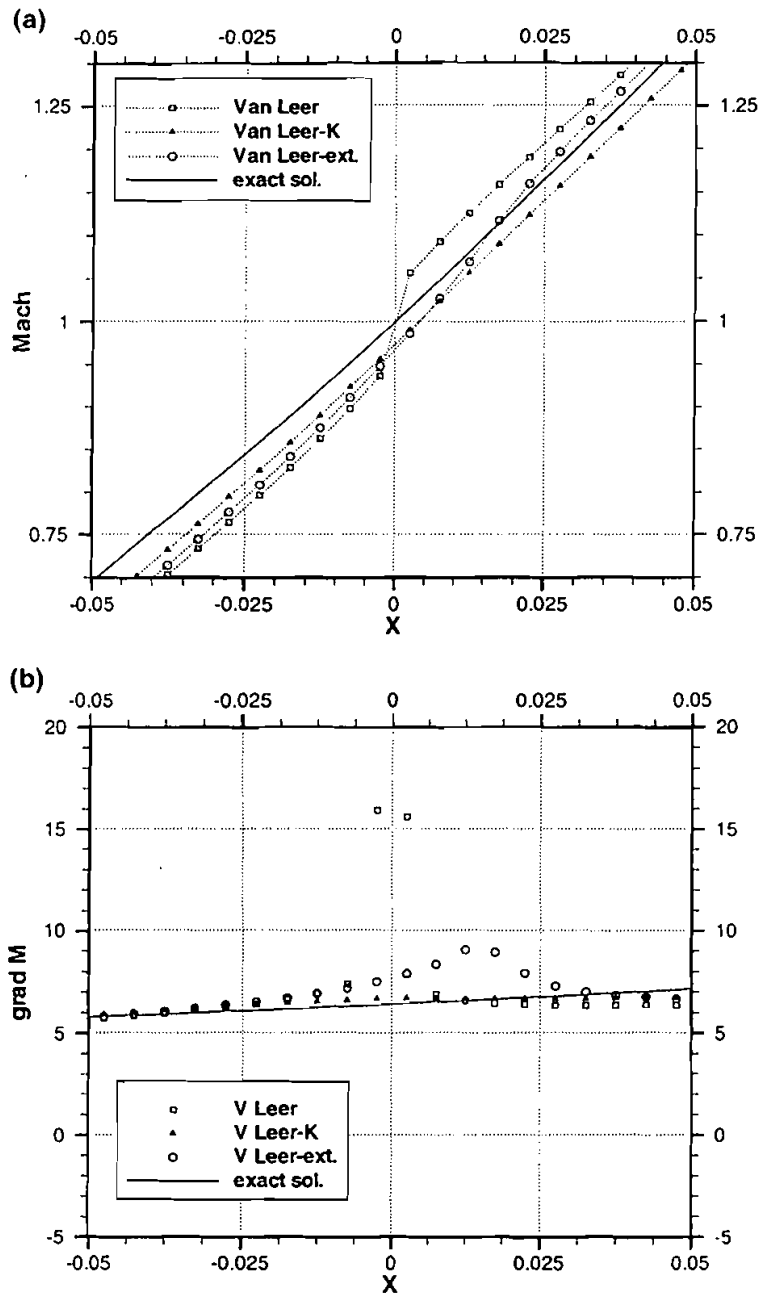 (a)
-0.05 -0.025 0 0.025 0.05
Van Leer
Van Leer-K
Van Leer-ext.
exact sol.
1.25 1.25
1 1
0.75 0.75
Mach
-0.05 -0.025 0 0.025 0.05
X
(b)
-0.05 -0.025 0 0.025 0.05
20 20
15 15
10 10
5 5
0 0
-5 -5
grad M
V Leer
V Leer-K
V Leer-ext.
exact sol.
-0.05 -0.025 0 0.025 0.05
X